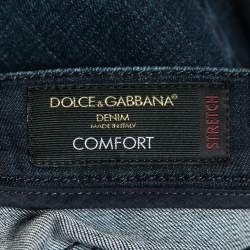 DOLCE & GABBANA®
DENIM
MADE IN ITALY
COMFORT
STRETCH